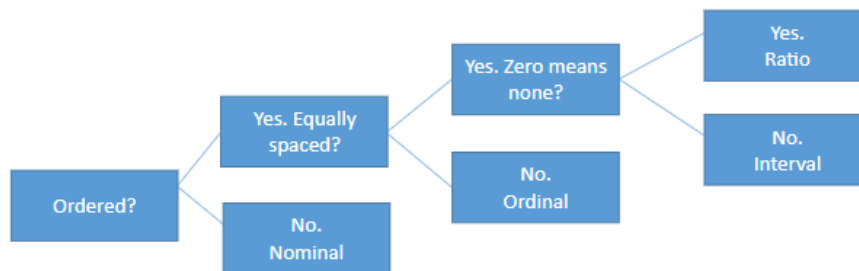 Ordered?
Yes. Equally
spaced?
No.
Nominal
Yes. Zero means
none?
No.
Ordinal
Yes.
Ratio
No.
Interval